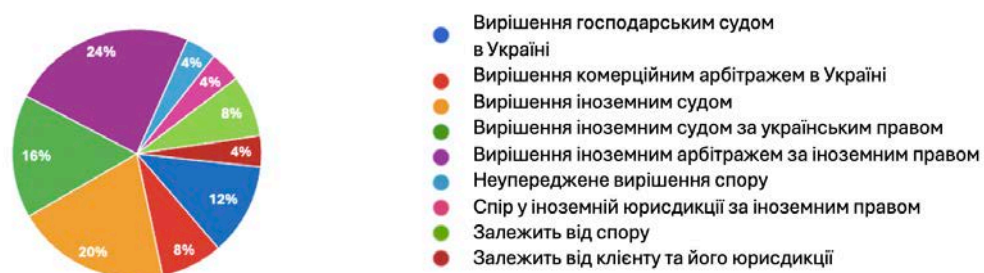 24%
4%
4%
8%
4%
12%
8%
20%
16%
Вирішення господарським судом
в Україні
Вирішення комерційним арбітражем в Україні
Вирішення іноземним судом
Вирішення іноземним судом за українським правом
Вирішення іноземним арбітражем за іноземним правом
Неупереджене вирішення спору
Спір у іноземній юрисдикції за іноземним правом
Залежить від спору
Залежить від клієнту та його юрисдикції